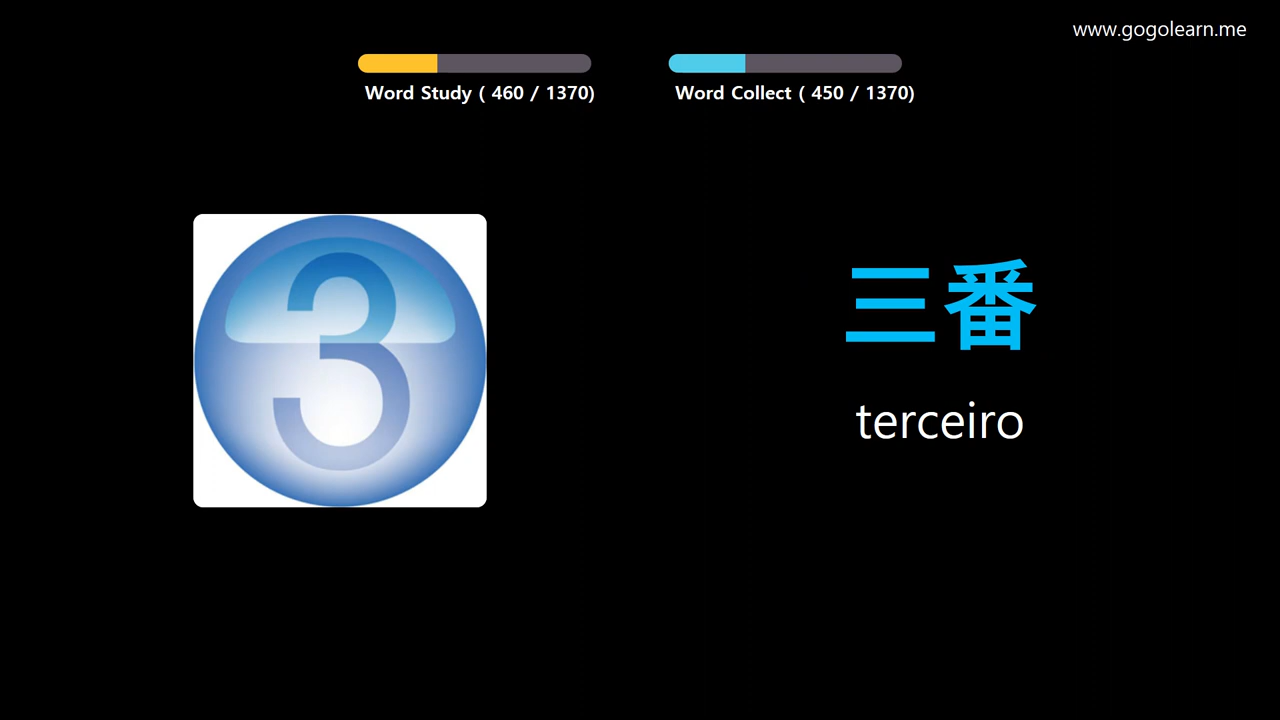 www.gogolearn.me
Word Study ( 460 / 1370)
Word Collect ( 450 / 1370)
3
三番
terceiro